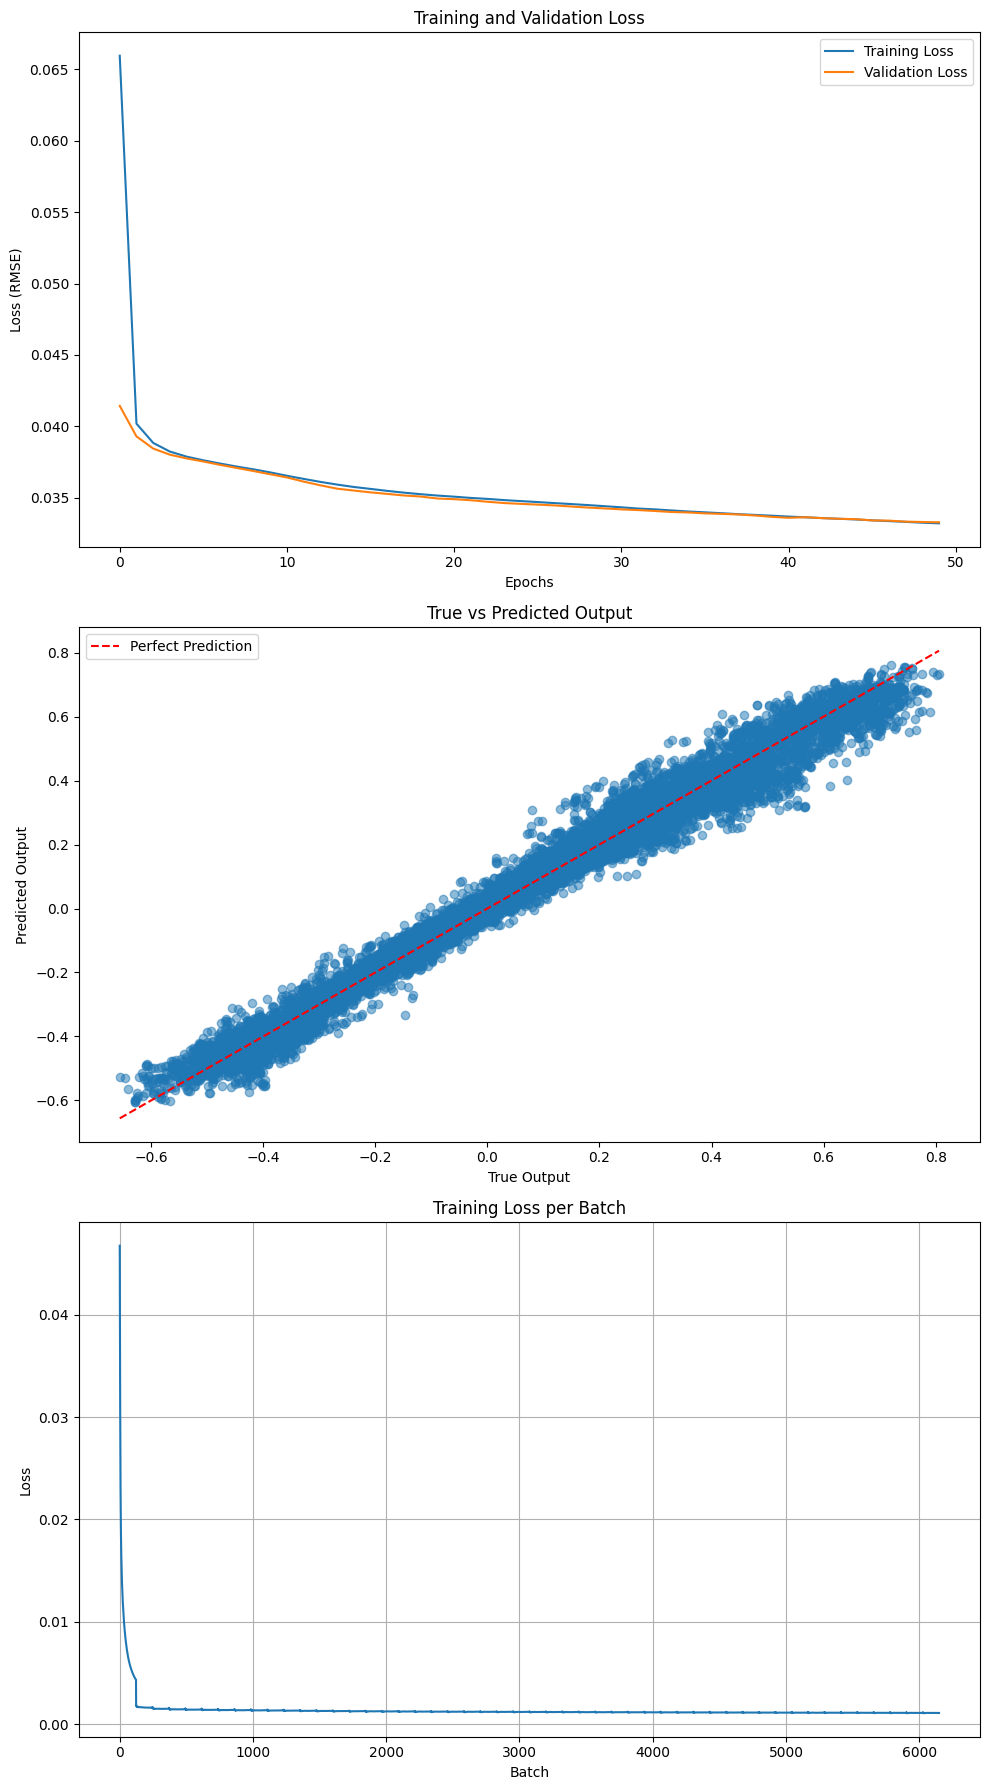 Training and Validation Loss
Training Loss
Validation Loss
0.065
0.060
0.055
0.050
0.045
0.040
0.035
Loss (RMSE)
0 10 20 30 40 50
Epochs
True vs Predicted Output
Perfect Prediction
0.8
0.6
0.4
0.2
0.0
−0.2
−0.4
−0.6
Predicted Output
−0.6 −0.4 −0.2 0.0 0.2 0.4 0.6 0.8
True Output
Training Loss per Batch
0.04
0.03
0.02
0.01
0.00
Loss
0 1000 2000 3000 4000 5000 6000
Batch